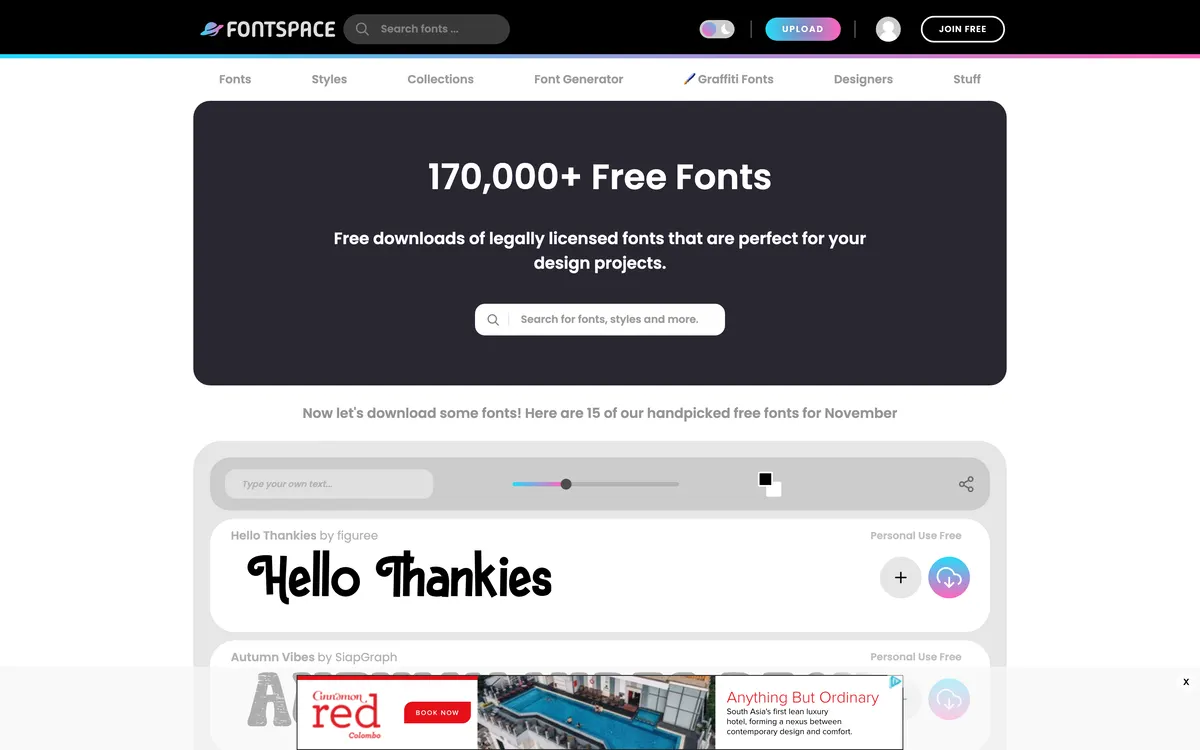 FONTSPACE
Search fonts ...
UPLOAD
JOIN FREE
Fonts
Styles
Collections
Font Generator
Graffiti Fonts
Designers
Stuff
170,000+ Free Fonts
Free downloads of legally licensed fonts that are perfect for your
design projects.
Search for fonts, styles and more.
Now let's download some fonts! Here are 15 of our handpicked free fonts for November
Type your own text...
Hello Thankies by figuree
Personal Use Free
Hello Thankies
Autumn Vibes by SiapGraph
Personal Use Free
x
Cinnamon
red
Colombo
BOOK NOW
Anything But Ordinary
South Asia's first lean luxury
hotel, forming a nexus between
contemporary design and comfort.